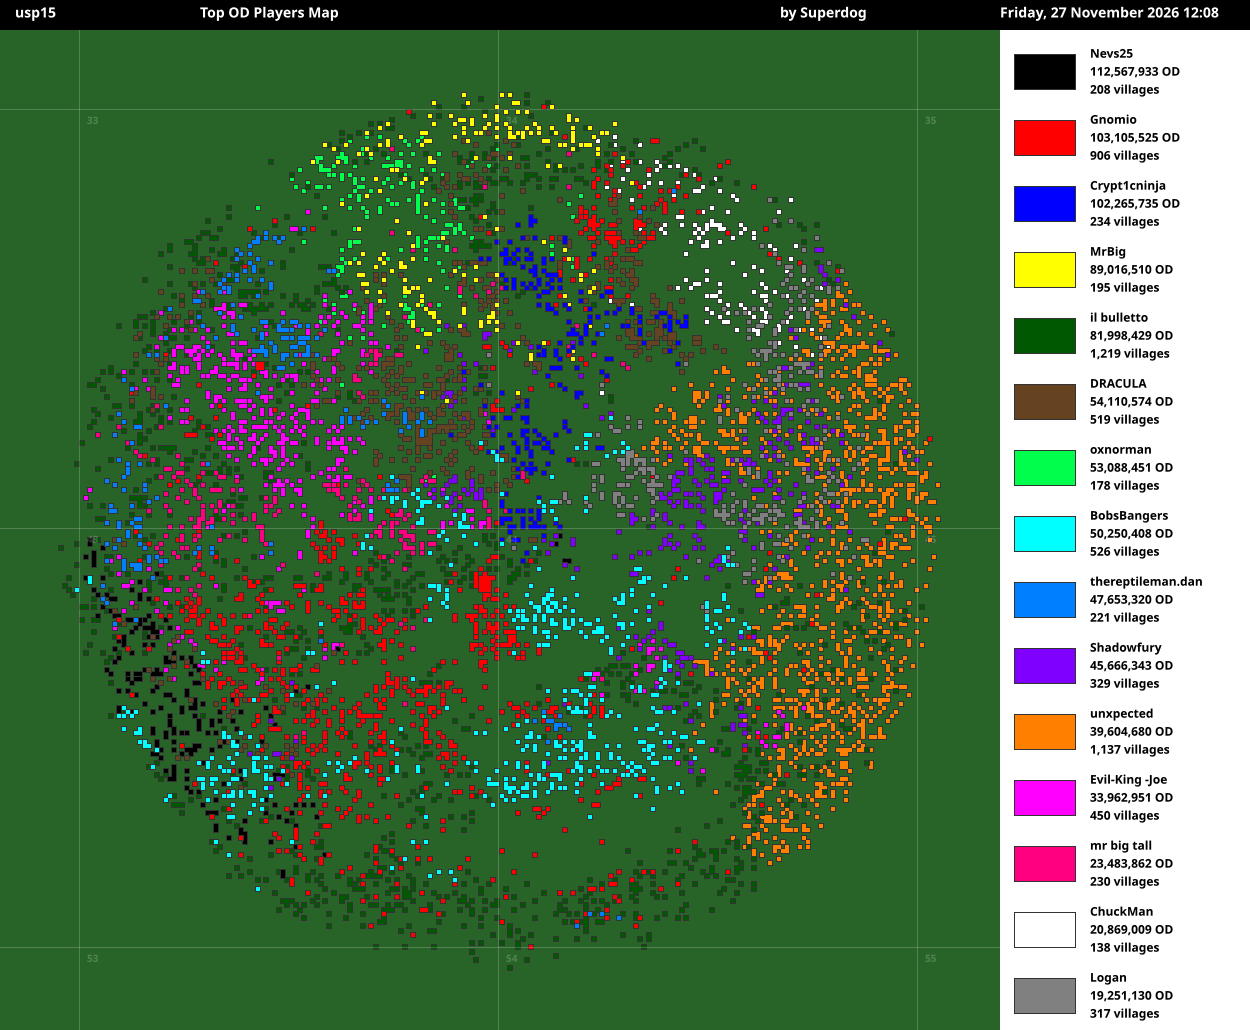 usp15 Top OD Players Map by Superdog Friday, 27 November 2026 12:08
Nevs25
112,567,933 OD
208 villages
Gnomio
103,105,525 OD
906 villages
Crypt1cninja
102,265,735 OD
234 villages
MrBig
89,016,510 OD
195 villages
il bulletto
81,998,429 OD
1,219 villages
DRACULA
54,110,574 OD
519 villages
oxnorman
53,088,451 OD
178 villages
BobsBangers
50,250,408 OD
526 villages
thereptileman.dan
47,653,320 OD
221 villages
Shadowfury
45,666,343 OD
329 villages
unxpected
39,604,680 OD
1,137 villages
Evil-King -Joe
33,962,951 OD
450 villages
mr big tall
23,483,862 OD
230 villages
ChuckMan
20,869,009 OD
138 villages
Logan
19,251,130 OD
317 villages
33 35
53 54 55